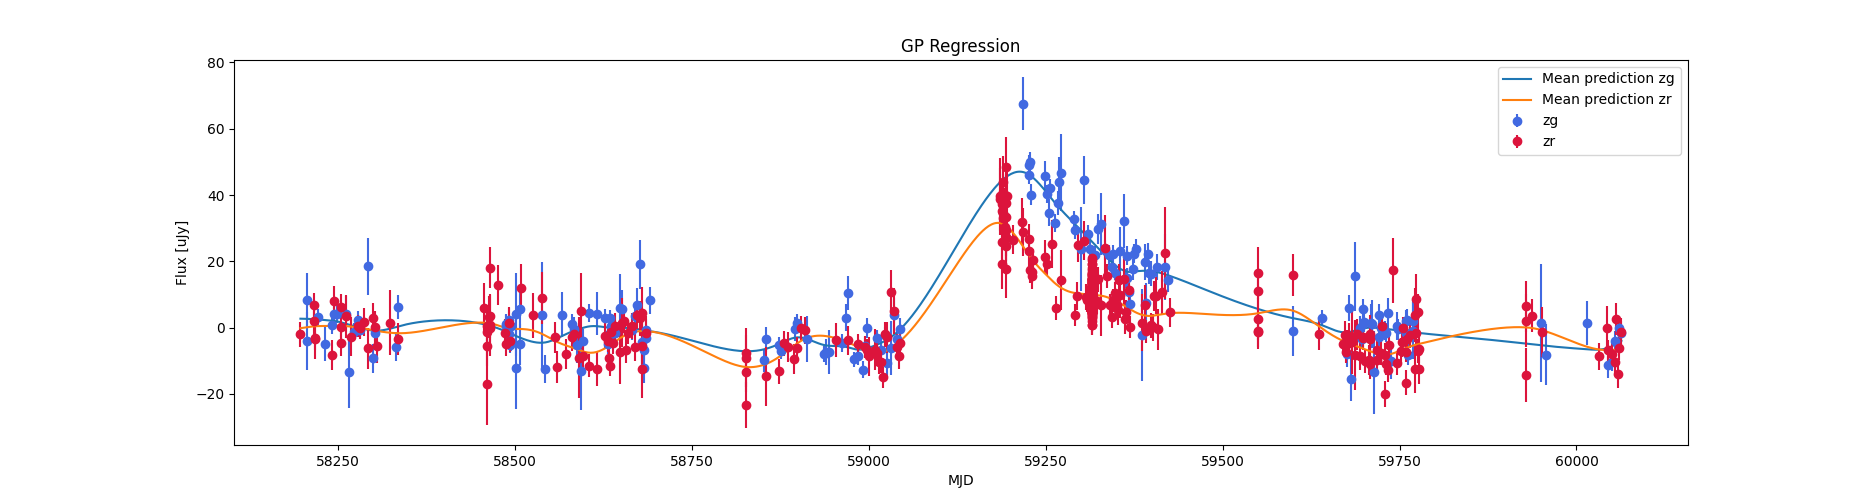 GP Regression
Flux [uJy]
80
60
40
20
0
−20
Mean prediction zg
Mean prediction zr
zg
zr
58250
58500
58750
59000
59250
59500
59750
60000
MJD